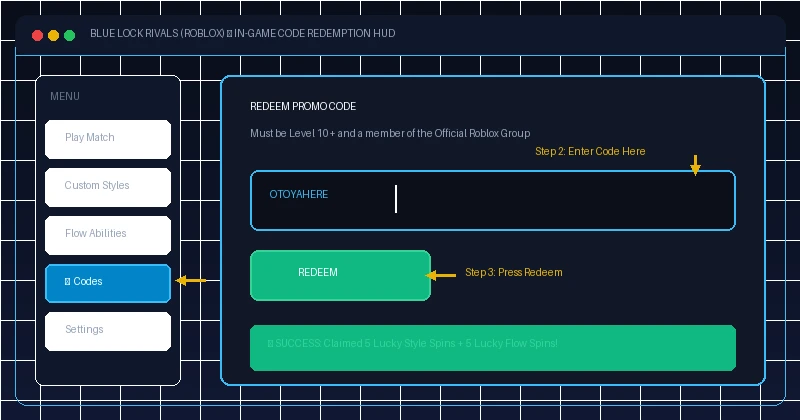 BLUE LOCK RIVALS (ROBLOX) IN-GAME CODE REDEMPTION HUD
MENU
Play Match
Custom Styles
Flow Abilities
Codes
Settings
REDEEM PROMO CODE
Must be Level 10+ and a member of the Official Roblox Group
Step 2: Enter Code Here
OTOYAHERE
REDEEM
Step 3: Press Redeem
SUCCESS: Claimed 5 Lucky Style Spins + 5 Lucky Flow Spins!